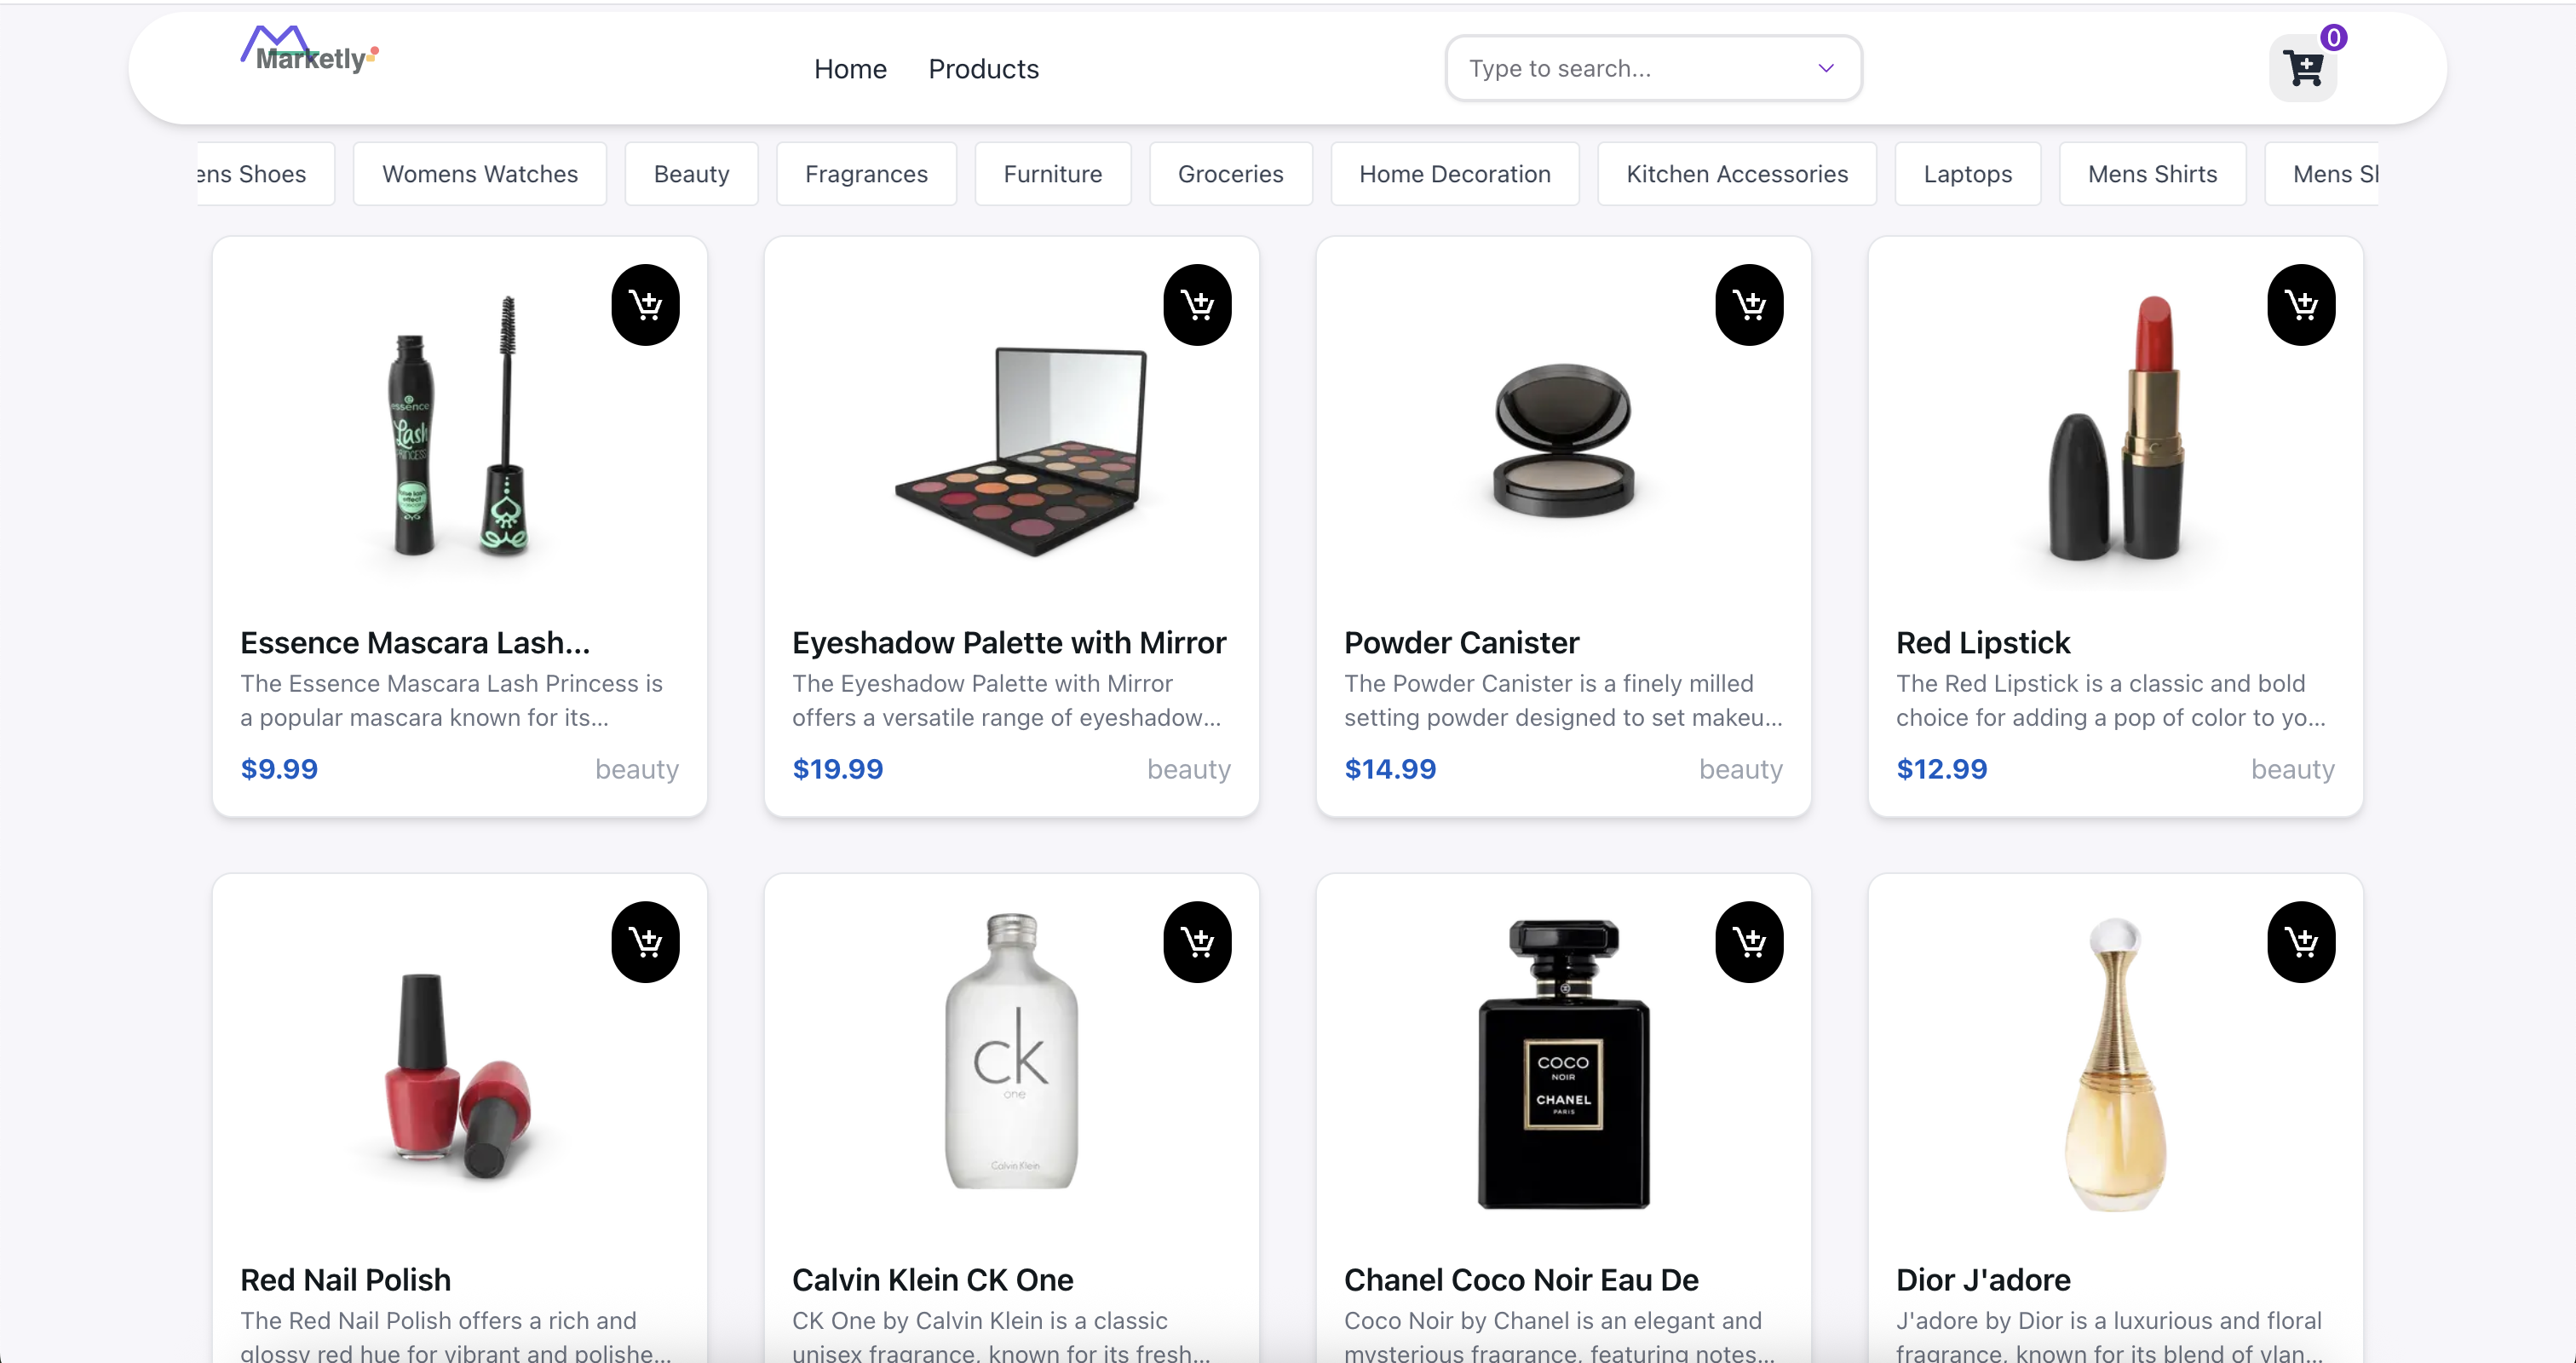 Marketly
Home
Products
Type to search...
0
ens Shoes
Womens Watches
Beauty
Fragrances
Furniture
Groceries
Home Decoration
Kitchen Accessories
Laptops
Mens Shirts
Mens
essence
Lash
PRINCESS
false lash
effect
Essence Mascara Lash...
The Essence Mascara Lash Princess is
a popular mascara known for its...
$9.99
beauty
Eyeshadow Palette with Mirror
The Eyeshadow Palette with Mirror
offers a versatile range of eyeshadow...
$19.99
beauty
Powder Canister
The Powder Canister is a finely milled
setting powder designed to set makeu...
$14.99
beauty
Red Lipstick
The Red Lipstick is a classic and bold
choice for adding a pop of color to yo...
$12.99
beauty
Red Nail Polish
The Red Nail Polish offers a rich and
glossy red hue for vibrant and polishe...
ck
one
Calvin Klein
Calvin Klein CK One
CK One by Calvin Klein is a classic
unisex fragrance, known for its fresh...
COCO
NOIR
CHANEL
PARIS
Chanel Coco Noir Eau De
Coco Noir by Chanel is an elegant and
mysterious fragrance, featuring notes...
Dior J'adore
J'adore by Dior is a luxurious and floral
fragrance, known for its blend of ylan...